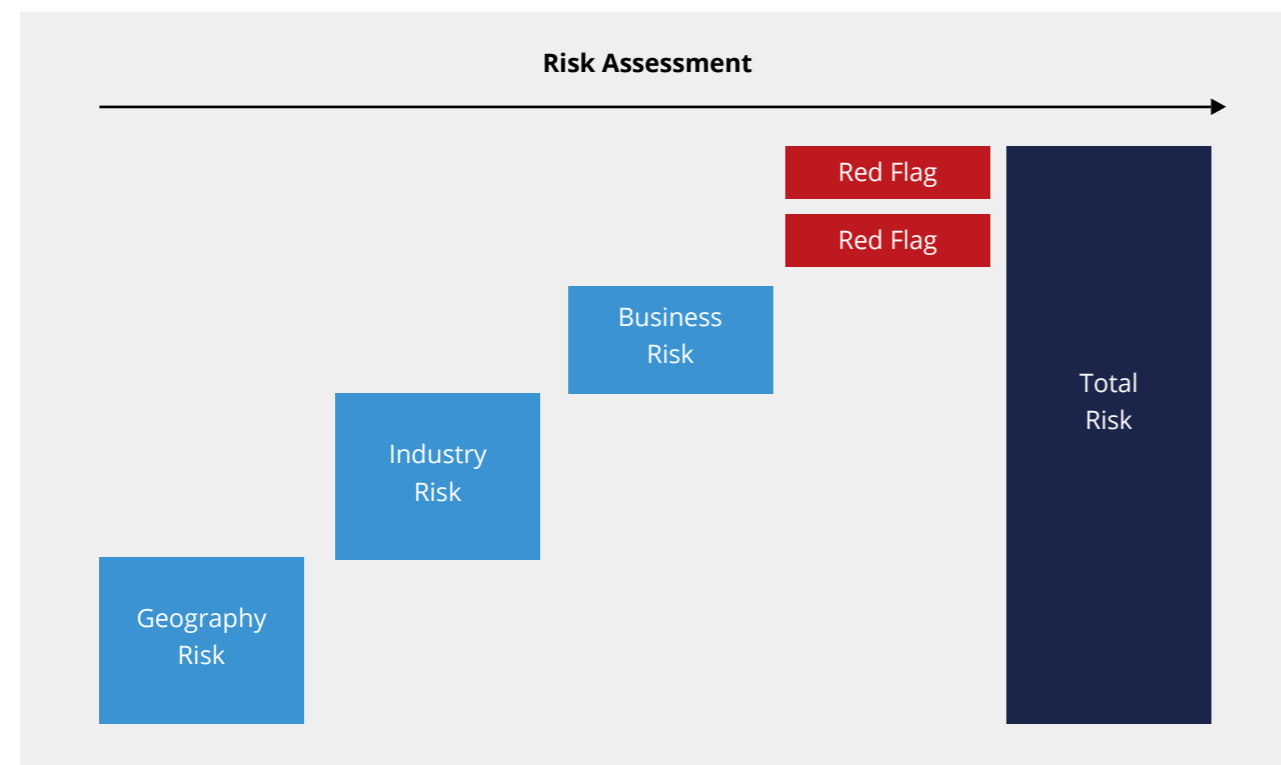 Risk Assessment
Red Flag
Red Flag
Business
Risk
Total
Risk
Industry
Risk
Geography
Risk